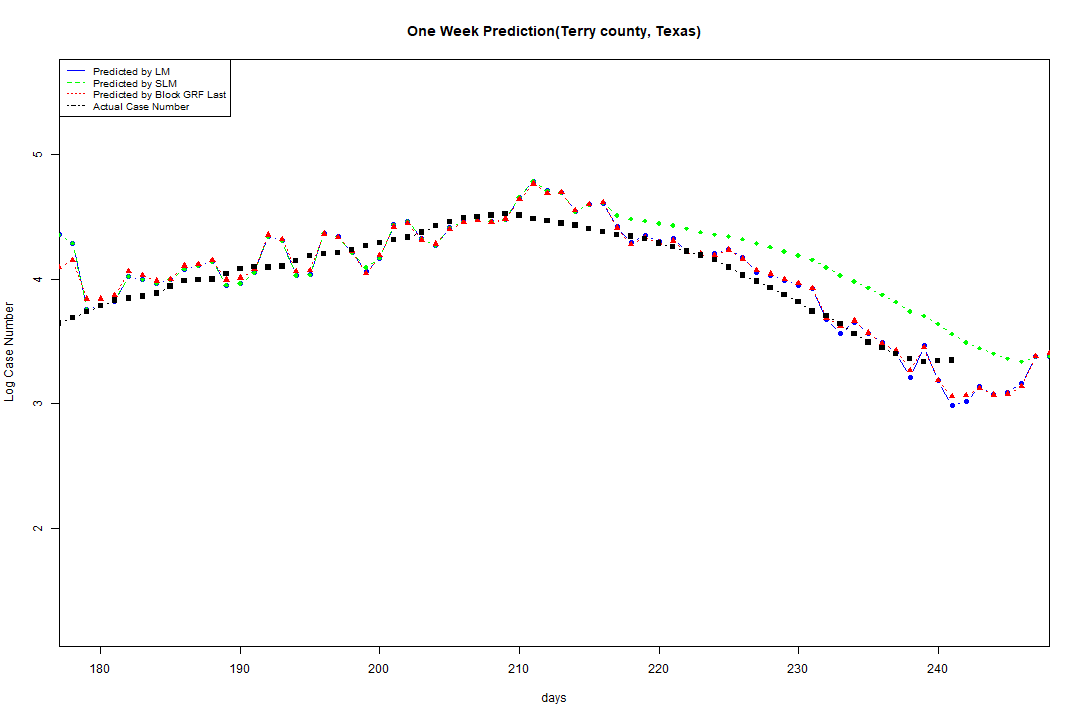 One Week Prediction(Terry county, Texas)
Predicted by LM
Predicted by SLM
Predicted by Block GRF Last
Actual Case Number
5
4
3
2
Log Case Number
180 190 200 210 220 230 240
days